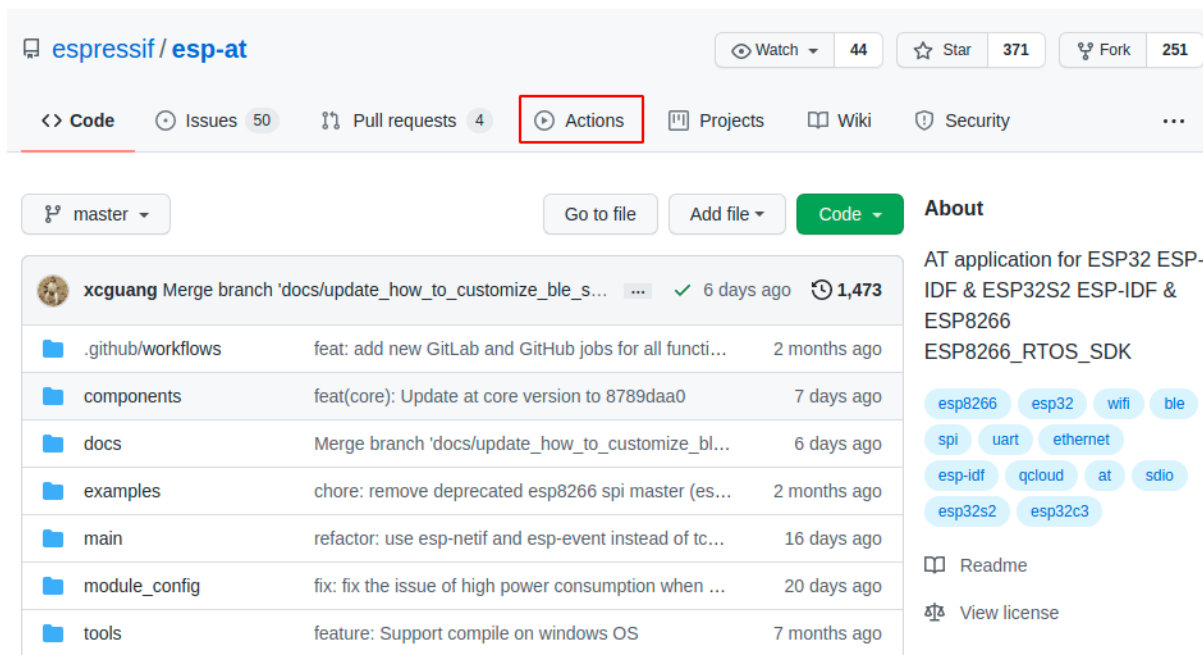 espressif / esp-at
Watch 44 Star 371 Fork 251
Code Issues 50 Pull requests 4 Actions Projects Wiki Security ...
master Go to file Add file Code
xcguang Merge branch 'docs/update_how_to_customize_ble_s... ... 6 days ago 1,473
.github/workflows feat: add new GitLab and GitHub jobs for all functi... 2 months ago
components feat(core): Update at core version to 8789daa0 7 days ago
docs Merge branch 'docs/update_how_to_customize_bl... 6 days ago
examples chore: remove deprecated esp8266 spi master (es... 2 months ago
main refactor: use esp-netif and esp-event instead of tc... 16 days ago
module_config fix: fix the issue of high power consumption when ... 20 days ago
tools feature: Support compile on windows OS 7 months ago
About
AT application for ESP32 ESP-
IDF & ESP32S2 ESP-IDF &
ESP8266
ESP8266_RTOS_SDK
esp8266 esp32 wifi ble
spi uart ethernet
esp-idf qcloud at sdio
esp32s2 esp32c3
Readme
View license